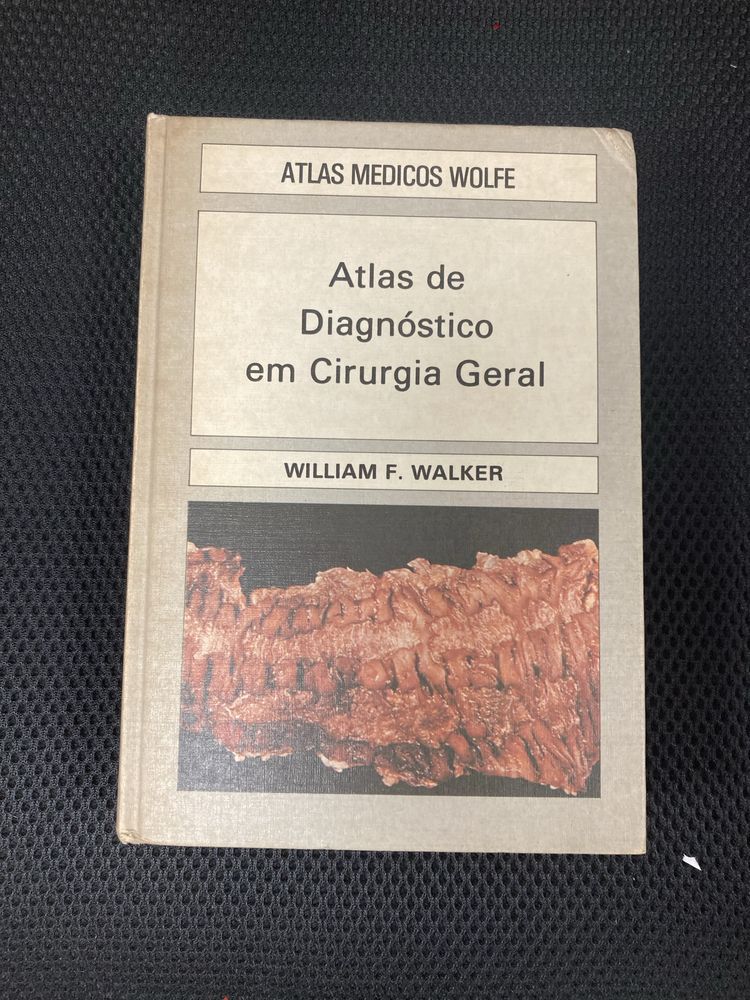 ATLAS MEDICOS WOLFE
Atlas de
Diagnóstico
em Cirurgia Geral
WILLIAM F. WALKER